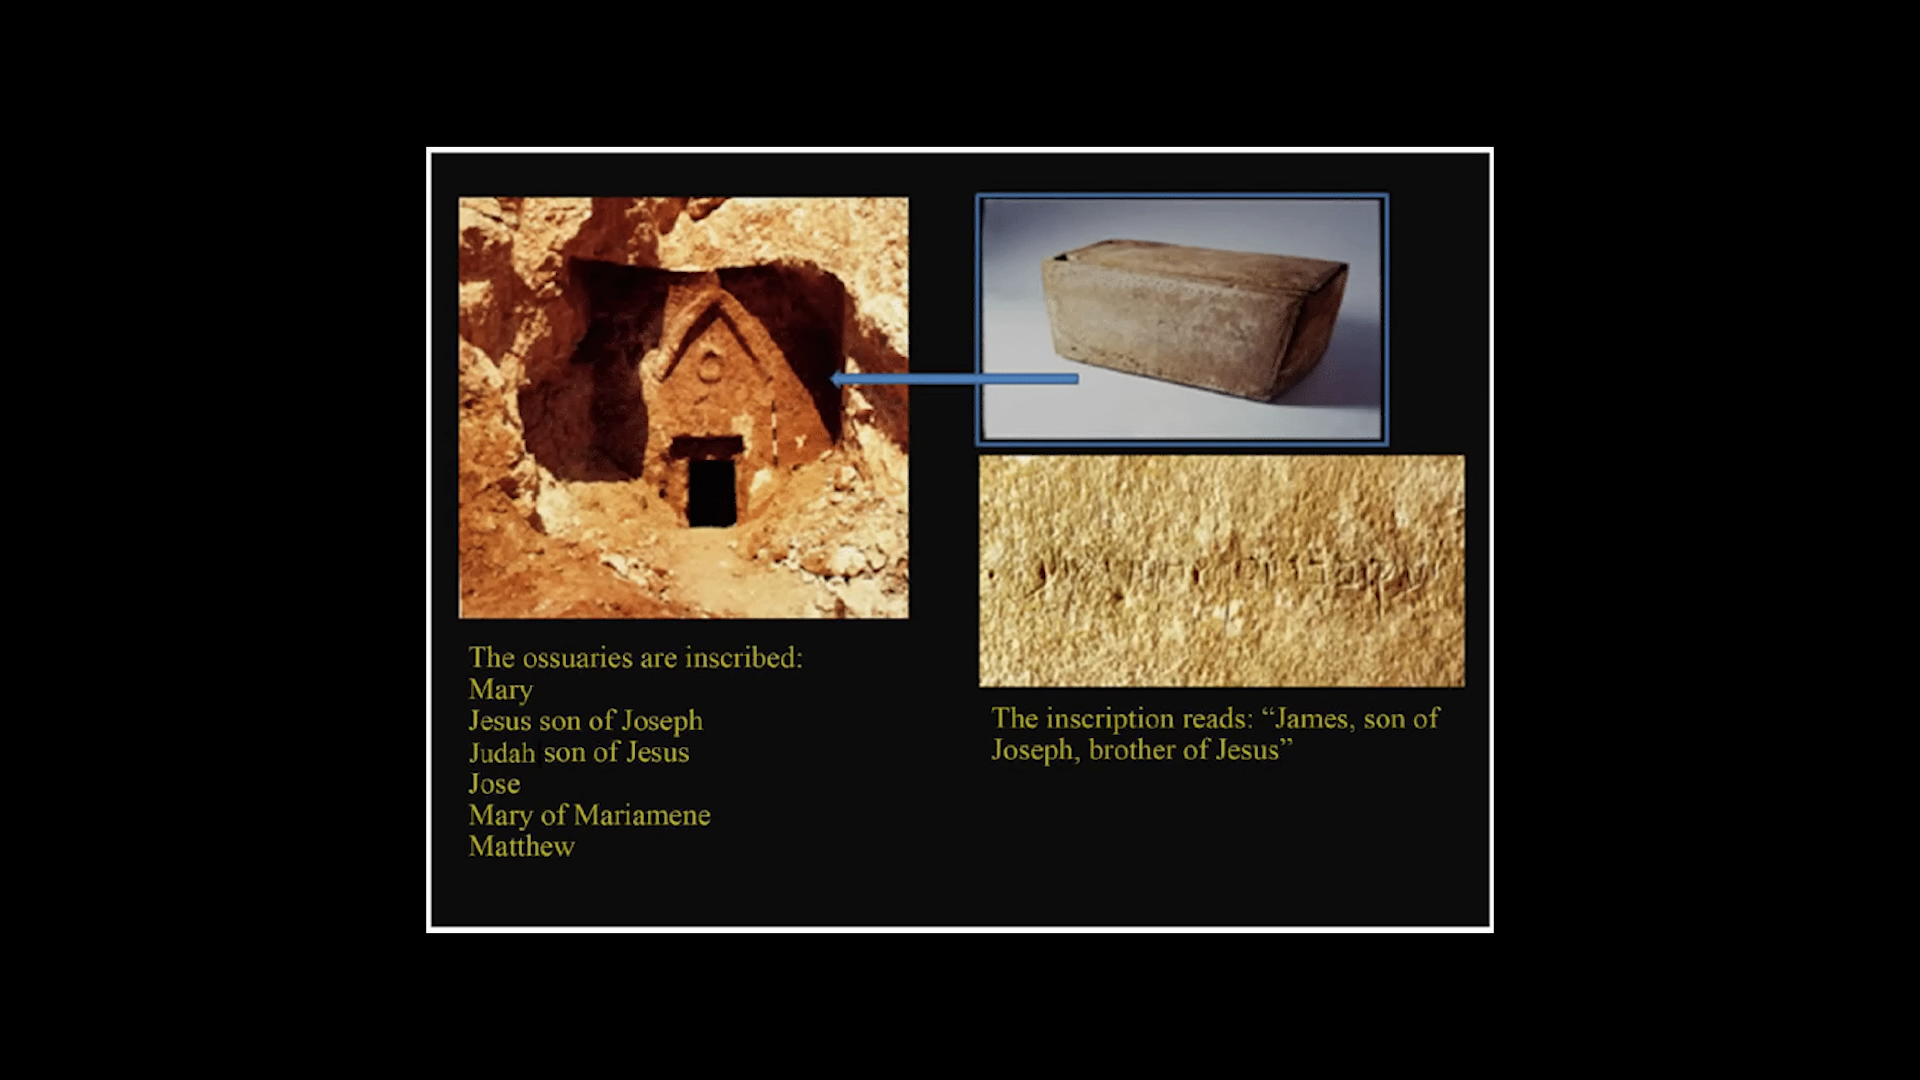 The ossuaries are inscribed:
Mary
Jesus son of Joseph
Judah son of Jesus
Jose
Mary of Mariamene
Matthew
The inscription reads: “James, son of
Joseph, brother of Jesus”